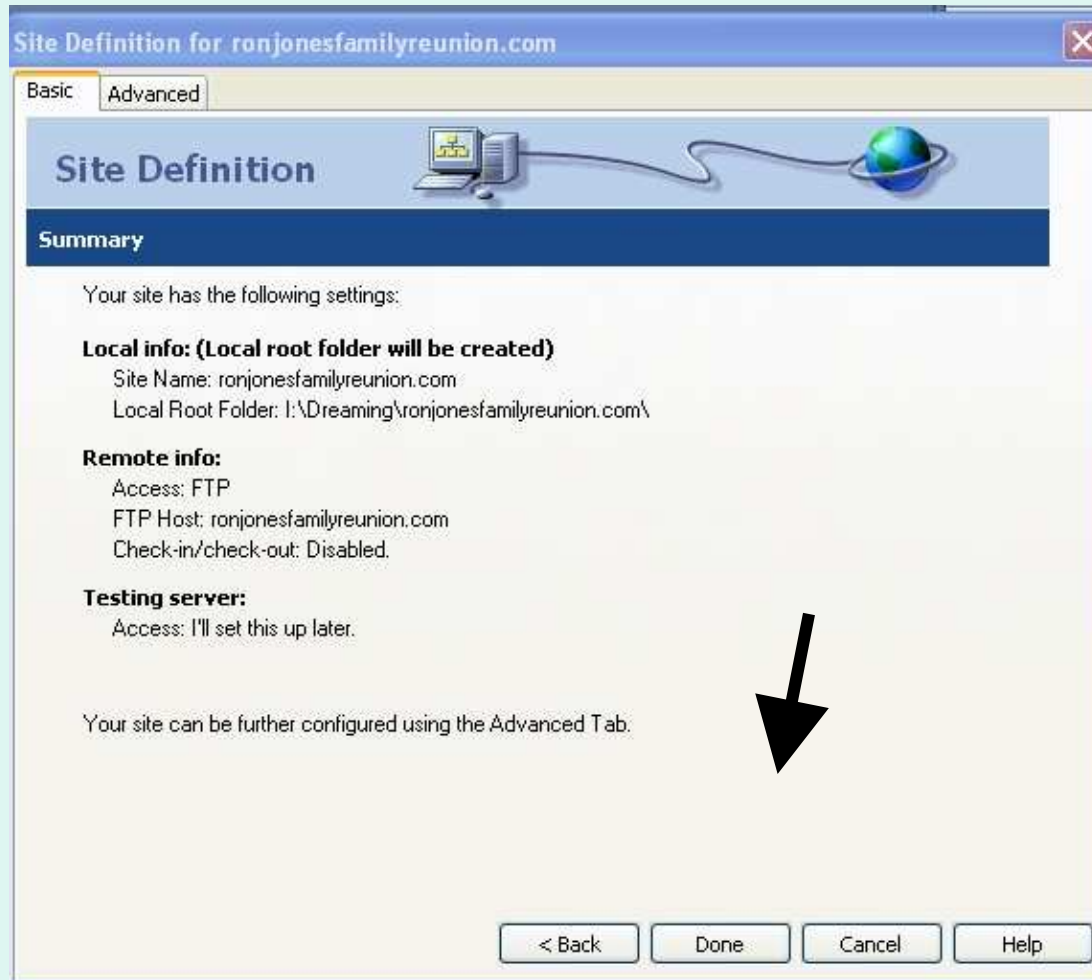 Site Definition for ronjonesfamilyreunion.com
Basic Advanced
Site Definition
Summary
Your site has the following settings:
Local info: (Local root folder will be created)
Site Name: ronjonesfamilyreunion.com
Local Root Folder: I:\Dreaming\ronjonesfamilyreunion.com\
Remote info:
Access: FTP
FTP Host: ronjonesfamilyreunion.com
Check-in/check-out: Disabled.
Testing server:
Access: I'll set this up later.
Your site can be further configured using the Advanced Tab.
< Back Done Cancel Help